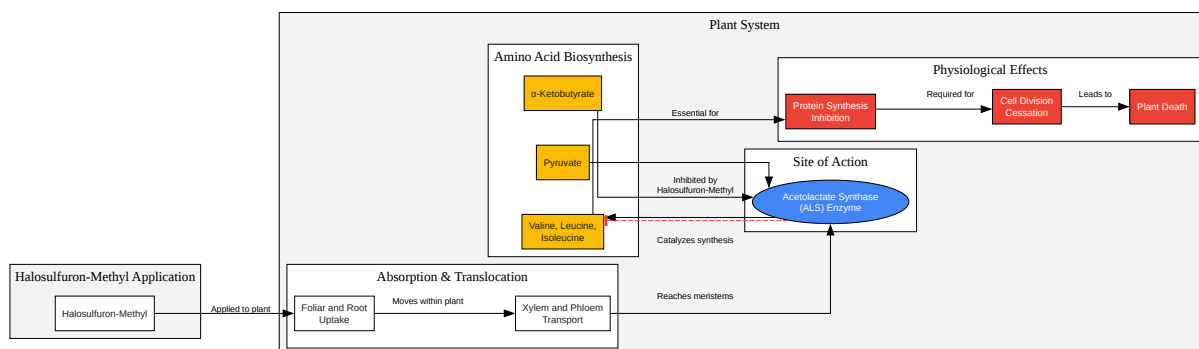 Plant System
Amino Acid Biosynthesis
α-Ketobutyrate
Pyruvate
Valine, Leucine,
Isoleucine
Physiological Effects
Protein Synthesis
Inhibition
Required for
Cell Division
Cessation
Leads to
Plant Death
Essential for
Site of Action
Acetolactate Synthase
(ALS) Enzyme
Inhibited by
Halosulfuron-Methyl
Catalyzes synthesis
Halosulfuron-Methyl Application
Halosulfuron-Methyl
Applied to plant
Absorption & Translocation
Foliar and Root
Uptake
Moves within plant
Xylem and Phloem
Transport
Reaches meristems